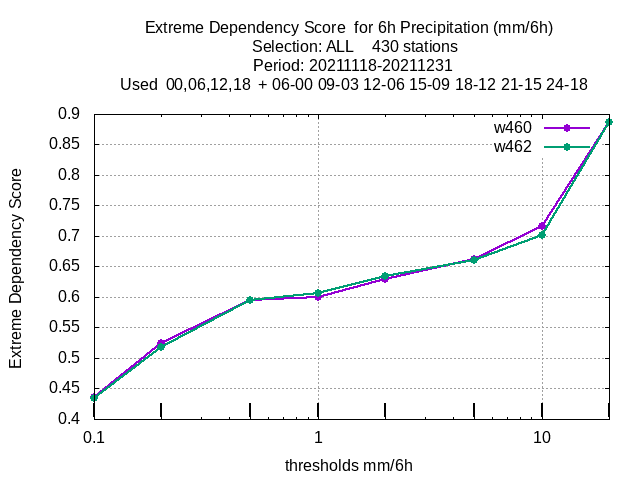 Extreme Dependency Score  for 6h Precipitation (mm/6h)
Selection: ALL    430 stations
Period: 20211118-20211231
Used  00,06,12,18  + 06-00 09-03 12-06 15-09 18-12 21-15 24-18
w460
w462
Extreme Dependency Score
0.9
0.85
0.8
0.75
0.7
0.65
0.6
0.55
0.5
0.45
0.4
0.1
1
10
thresholds mm/6h